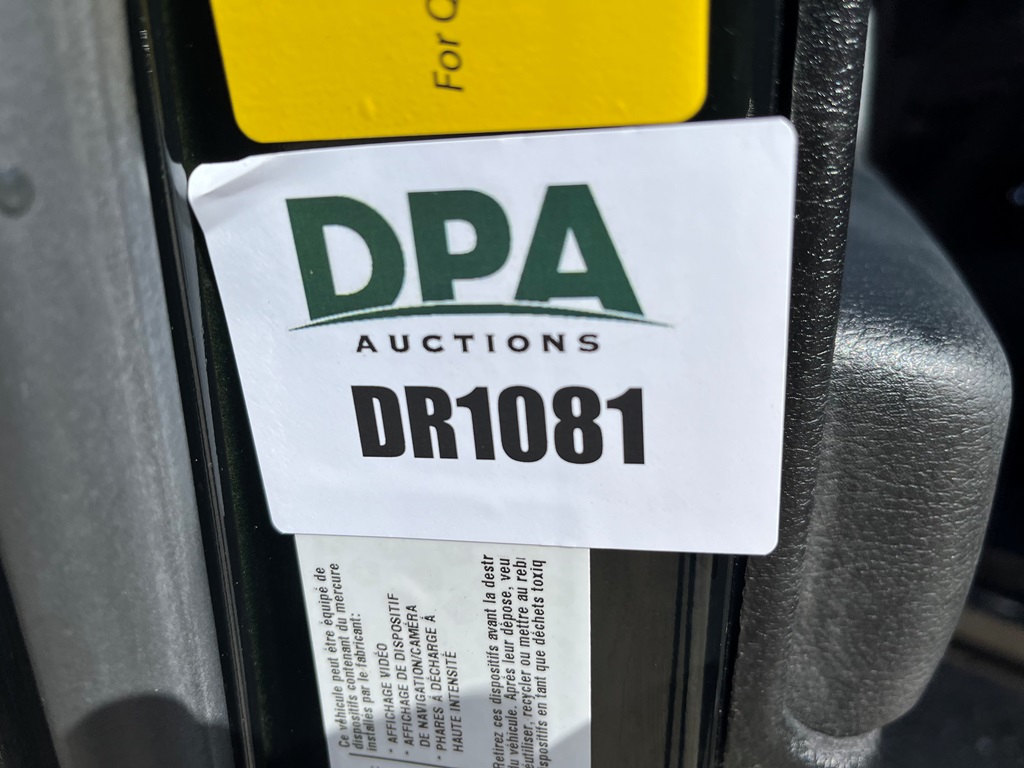 For Q
DPA
AUCTIONS
DR1081
Ce véhicule peut être équipé de
dispositifs contenant du mercure
installés par le fabricant:
• AFFICHAGE VIDÉO
• AFFICHAGE DE DISPOSITIF
DE NAVIGATION/CAMÉRA
• PHARES À DÉCHARGE À
HAUTE INTENSITÉ
Retirez ces dispositifs avant la destr
du véhicule. Après leur dépose, veu
éutiliser, recycler ou mettre au rebu
ispositifs en tant que déchets toxiq